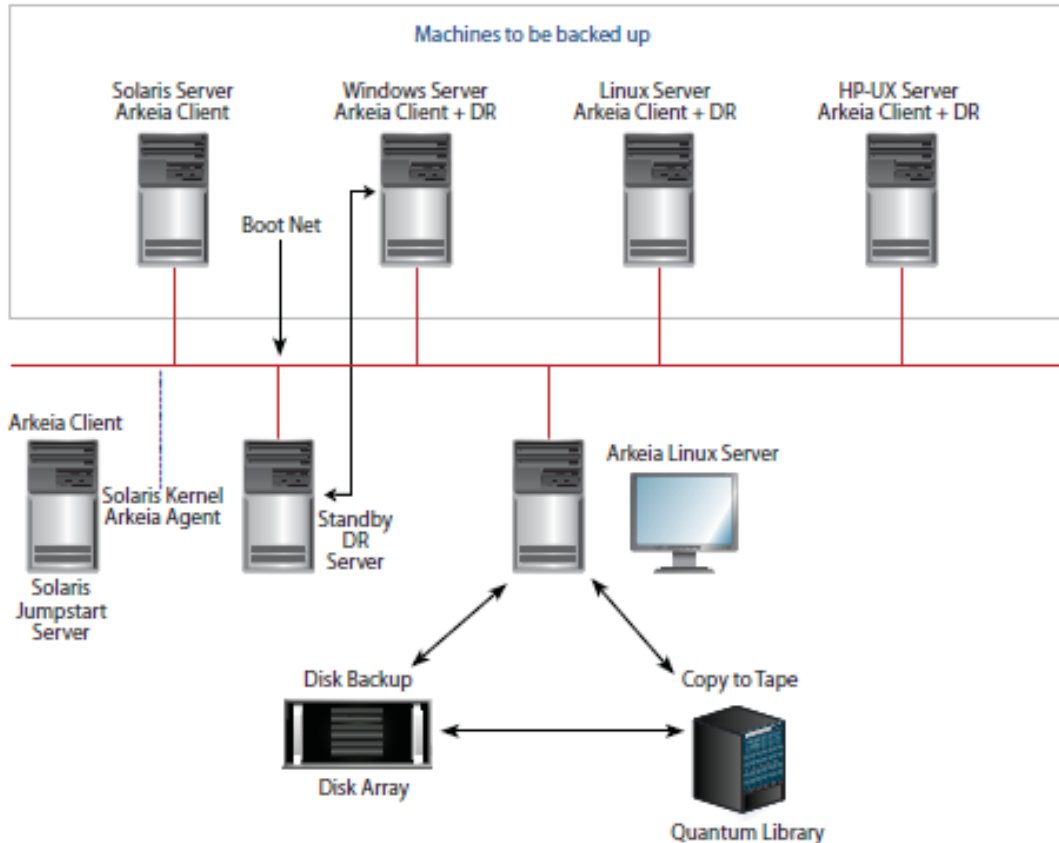 Machines to be backed up
Solaris Server
Arkeia Client
Windows Server
Arkeia Client + DR
Linux Server
Arkeia Client + DR
HP-UX Server
Arkeia Client + DR
Boot Net
Arkeia Client
Solaris Kernel
Arkeia Agent
Solaris
Jumpstart
Server
Standby
DR
Server
Arkeia Linux Server
Disk Backup
Disk Array
Copy to Tape
Quantum Library